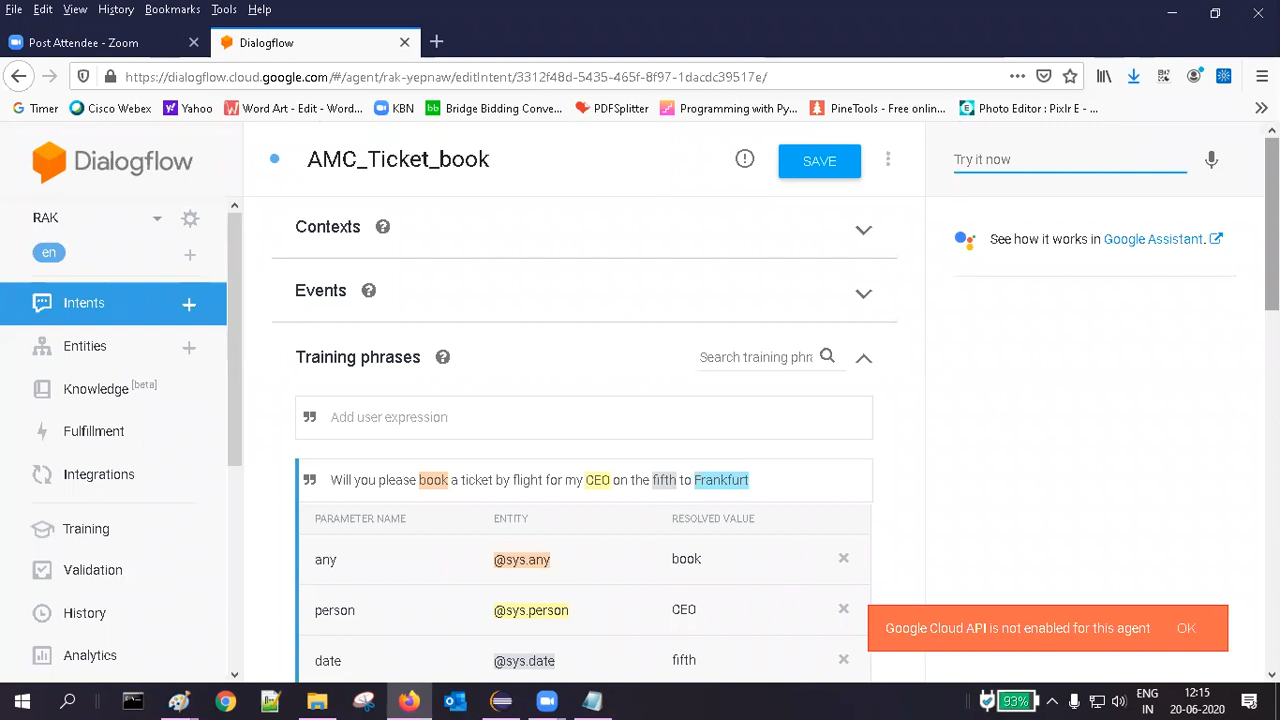 File Edit View History Bookmarks Tools Help
Post Attendee - Zoom
Dialogflow
https://dialogflow.cloud.google.com/#/agent/rak-yepnaw/editIntent/3312f48d-5435-465f-8f97-1dacdc39517e/
Timer Cisco Webex Yahoo Word Art - Edit - Word... KBN Bridge Bidding Conve... PDFSplitter Programming with Py... PineTools - Free onlin... Photo Editor : Pixlr E - ...
Dialogflow
AMC_Ticket_book
SAVE
Try it now
RAK
en
Contexts
See how it works in Google Assistant.
Events
Intents
Entities
Knowledge [beta]
Fulfillment
Integrations
Training
Validation
History
Analytics
Training phrases
Search training phr
Add user expression
Will you please book a ticket by flight for my CEO on the fifth to Frankfurt
PARAMETER NAME ENTITY RESOLVED VALUE
any @sys.any book
person @sys.person CEO
date @sys.date fifth
Google Cloud API is not enabled for this agent OK
93%
ENG
IN
12:15
20-06-2020